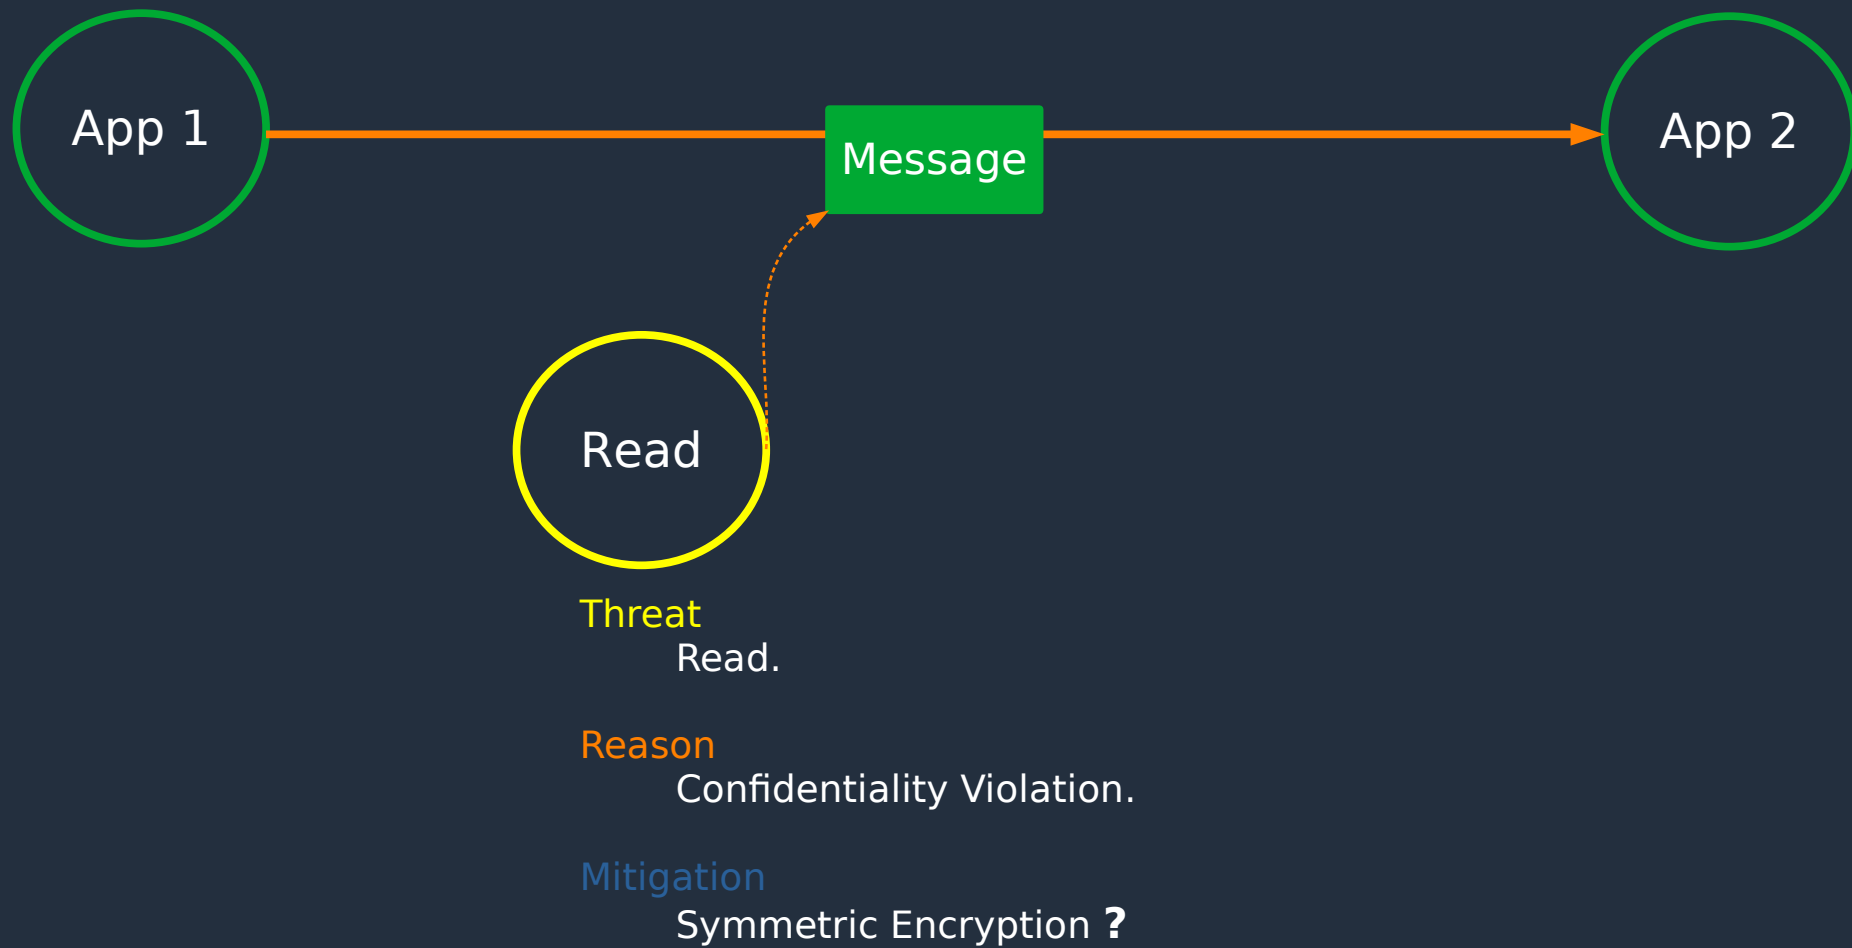 App 1
Message
App 2
Read
Threat
Read.
Reason
Confidentiality Violation.
Mitigation
Symmetric Encryption ?